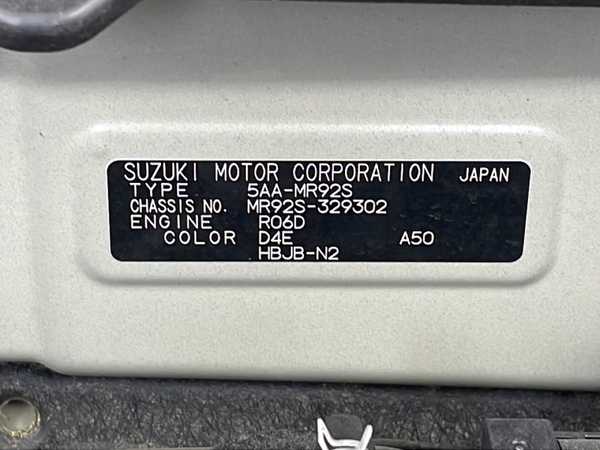 SUZUKI MOTOR CORPORATION JAPAN
TYPE 5AA-MR92S
CHASSIS NO. MR92S-329302
ENGINE R06D
COLOR D4E A50
HBJB-N2